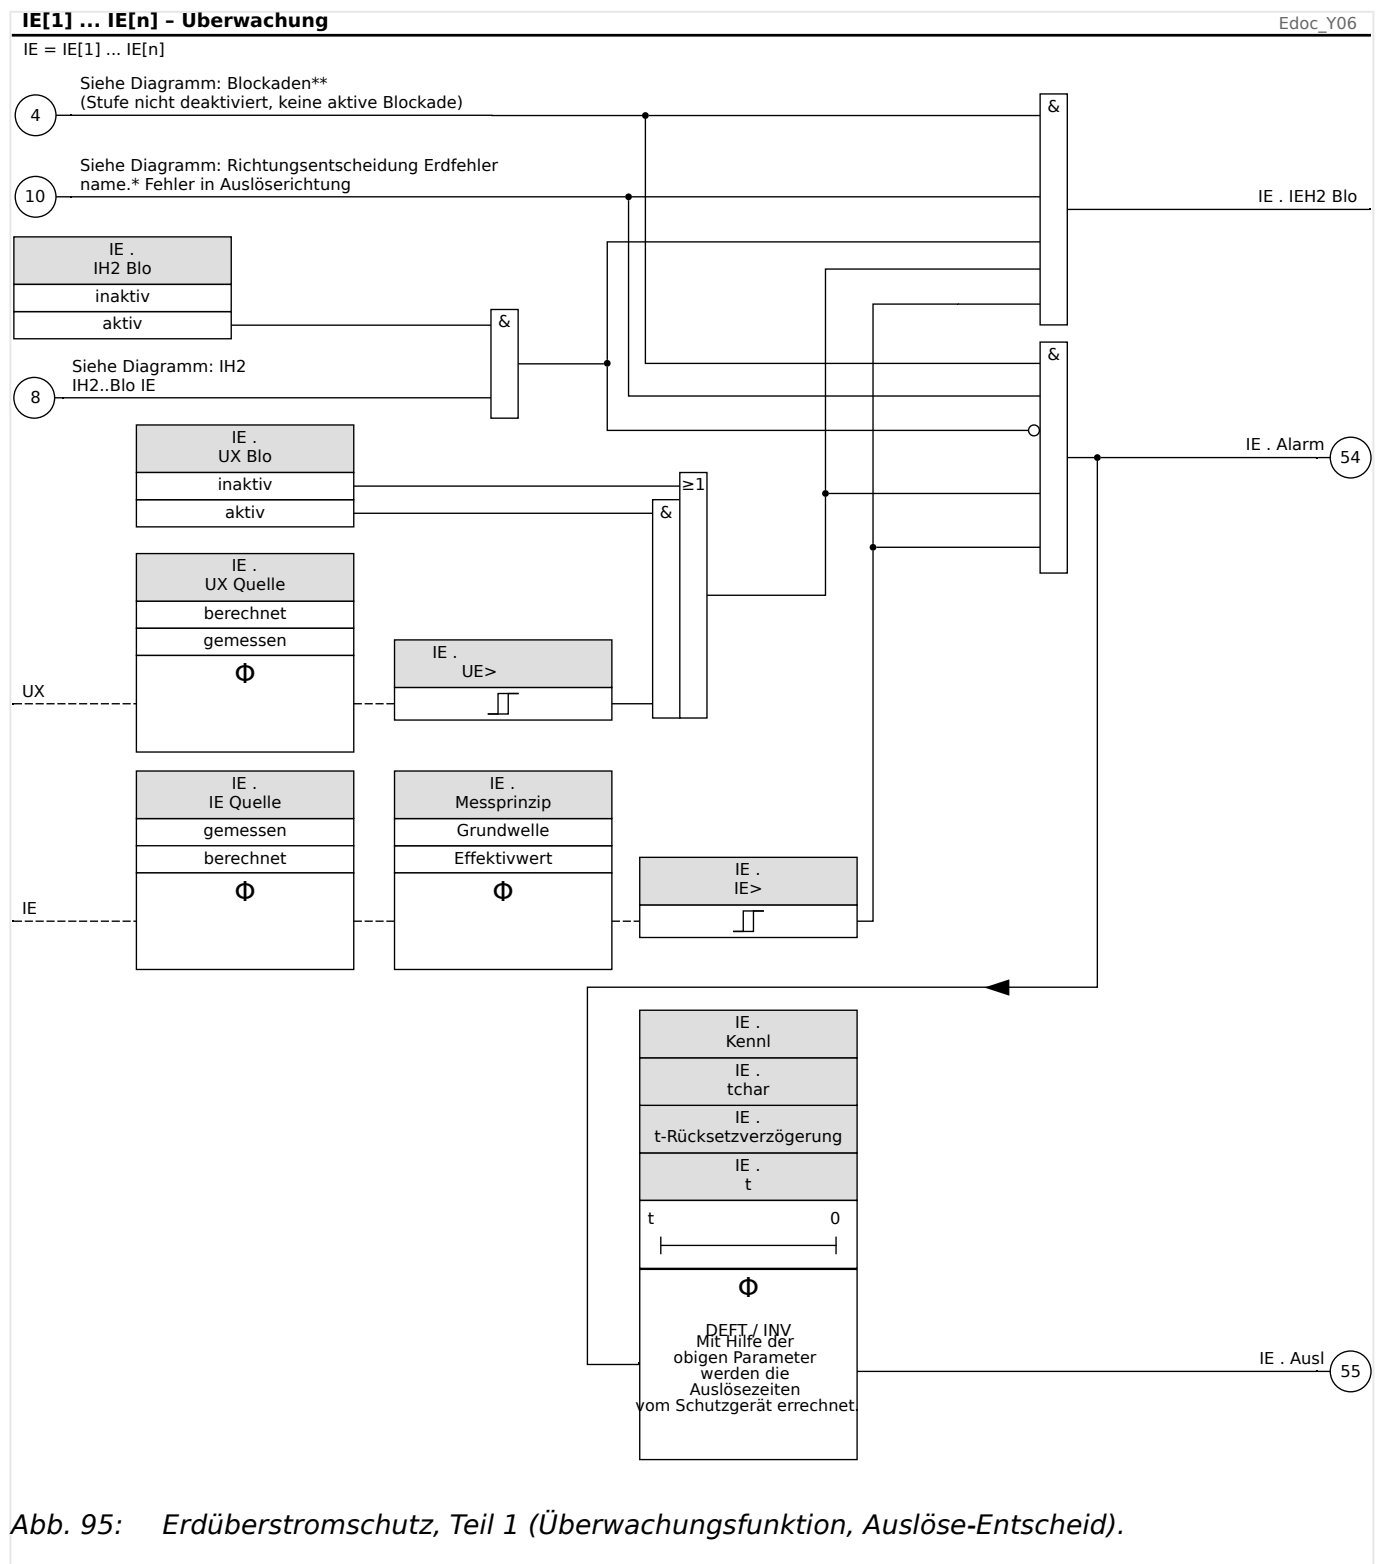 IE[1] ... IE[n] – Überwachung
Edoc_Y06
IE = IE[1] ... IE[n]
Siehe Diagramm: Blockaden**
(Stufe nicht deaktiviert, keine aktive Blockade)
4
&
Siehe Diagramm: Richtungsentscheidung Erdfehler
name.* Fehler in Auslöserichtung
10
IE . IEH2 Blo
IE .
IH2 Blo
inaktiv
aktiv
&
&
Siehe Diagramm: IH2
IH2..Blo IE
8
IE .
UX Blo
inaktiv
aktiv
≥1
&
IE . Alarm
54
IE .
UX Quelle
berechnet
gemessen
Φ
UX
IE .
UE>
IE .
IE Quelle
gemessen
berechnet
Φ
IE
IE .
Messprinzip
Grundwelle
Effektivwert
Φ
IE .
IE>
IE .
Kennl
IE .
tchar
IE .
t-Rücksetzverzögerung
IE .
t
t 0
Φ
DEFT / INV
Mit Hilfe der
obigen Parameter
werden die
Auslösezeiten
vom Schutzgerät errechnet.
IE . Ausl
55
Abb. 95: Erdüberstromschutz, Teil 1 (Überwachungsfunktion, Auslöse-Entscheid).